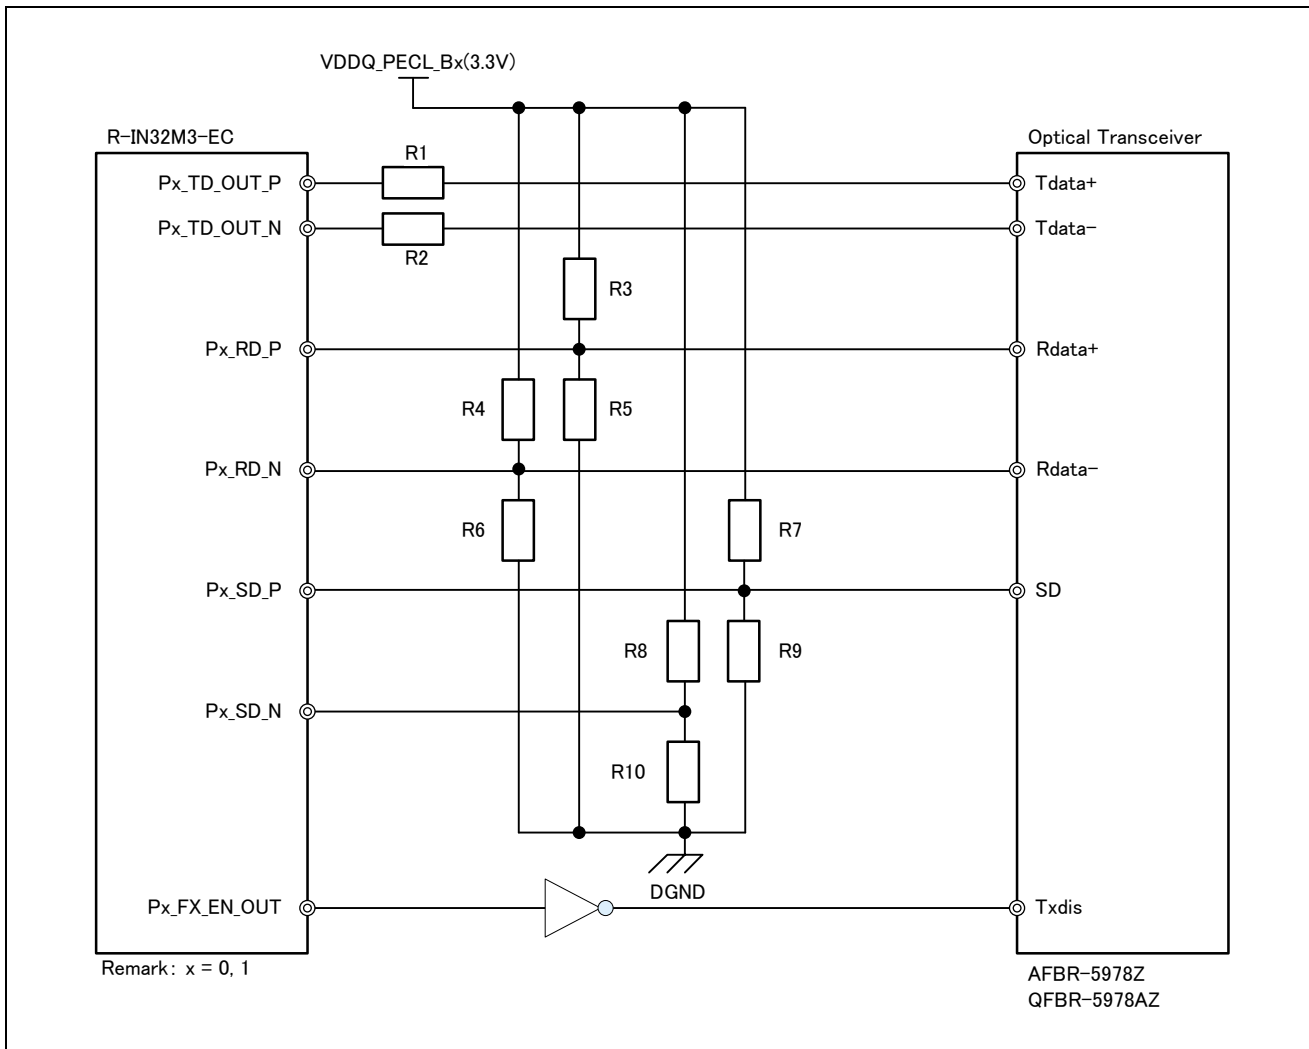 VDDQ_PECL_Bx(3.3V)
R-IN32M3-EC
Optical Transceiver
R1
Px_TD_OUT_P
Tdata+
Px_TD_OUT_N
Tdata-
R2
R3
Px_RD_P
Rdata+
R4
R5
Px_RD_N
Rdata-
R6
R7
Px_SD_P
SD
R8
R9
Px_SD_N
R10
DGND
Px_FX_EN_OUT
Txdis
Remark: x = 0, 1
AFBR-5978Z
QFBR-5978AZ